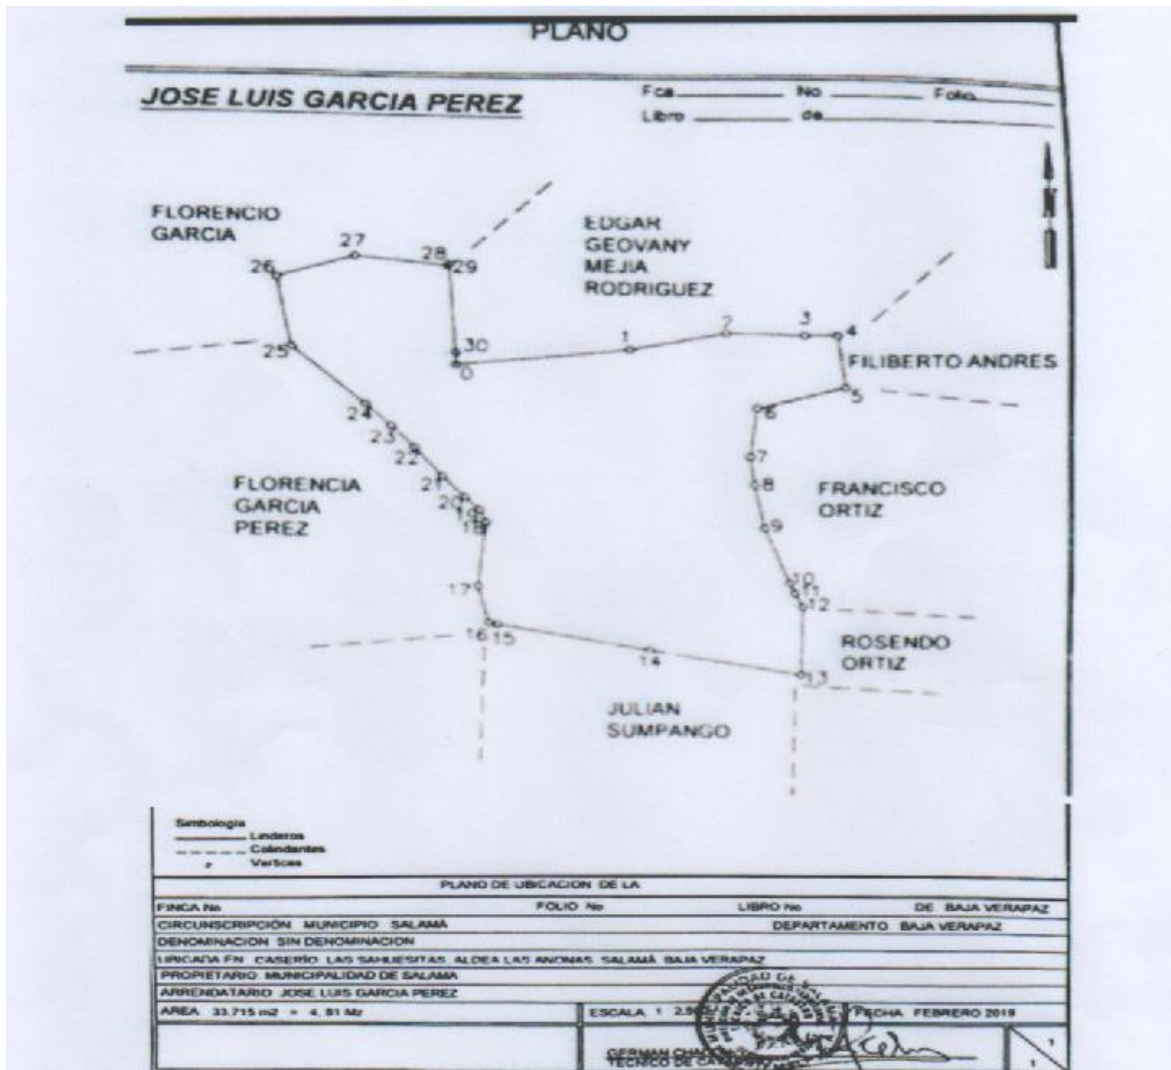 PLANO
JOSE LUIS GARCIA PEREZ
Fca No Folio
Libro de
N
FLORENCIO
GARCIA
EDGAR
GEOVANY
MEJIA
RODRIGUEZ
27
28
29
26
25
30
0
1
2
3
4
FILIBERTO ANDRES
5
6
24
23
22
7
FLORENCIA
GARCIA
PEREZ
21
20
19
18
8
FRANCISCO
ORTIZ
9
17
10
11
12
16
15
ROSENDO
ORTIZ
14
13
JULIAN
SUMPANGO
Simbología
Linderos
Colindantes
Vertices
PLANO DE UBICACION DE LA
FINCA No FOLIO No LIBRO No DE BAJA VERAPAZ
CIRCUNSCRIPCIÓN MUNICIPIO SALAMÁ DEPARTAMENTO BAJA VERAPAZ
DENOMINACION SIN DENOMINACION
UBICADA EN CASERÍO LAS SAHUESITAS, ALDEA LAS ANONAS, SALAMÁ, BAJA VERAPAZ
PROPIETARIO MUNICIPALIDAD DE SALAMA
ARRENDATARIO JOSE LUIS GARCIA PEREZ
AREA 33,715 m2 = 4, 81 Mz ESCALA 1 FECHA FEBRERO 2019
GERMAN
TECNICO DE
1
1